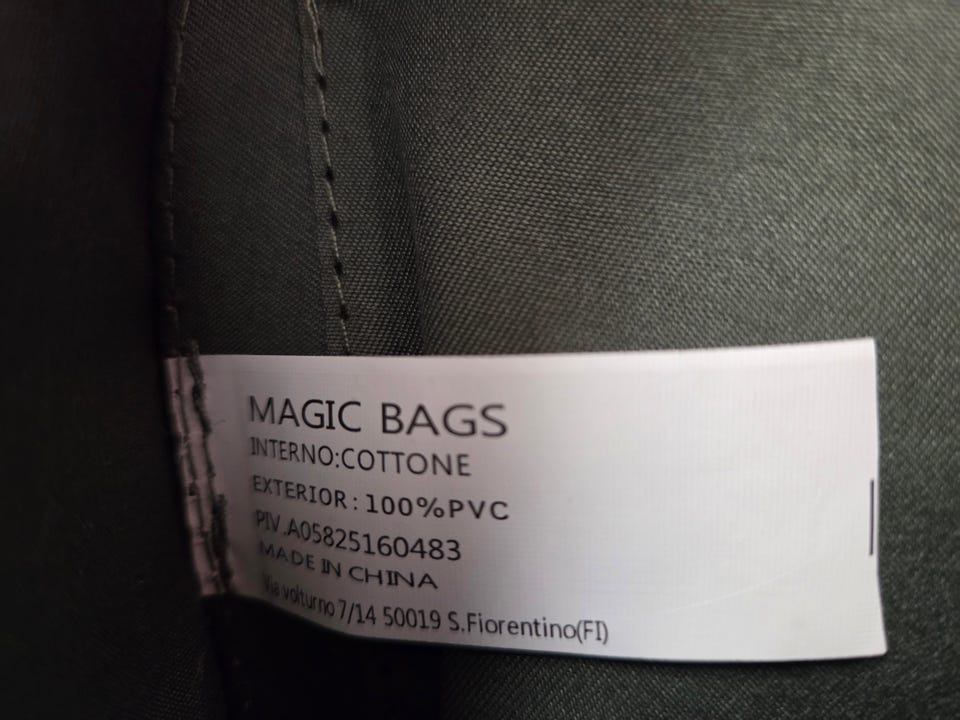 MAGIC BAGS
INTERNO:COTTONE
EXTERIOR:100%PVC
PIV.A05825160483
MADE IN CHINA
Via volturno 7/14 50019 S.Fiorentino(FI)